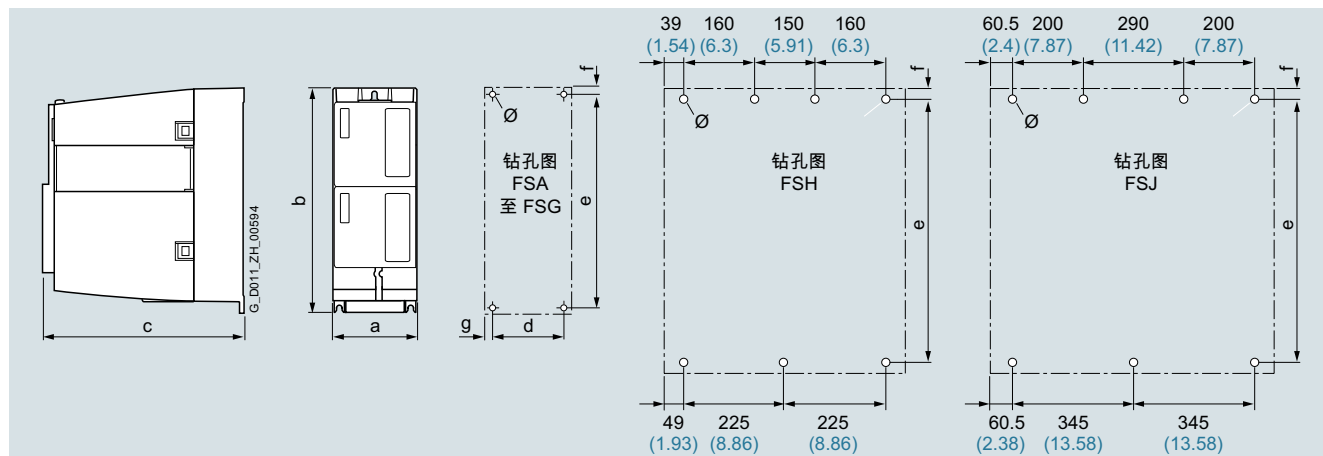 39 160 150 160
(1.54) (6.3) (5.91) (6.3)
60.5 200 290 200
(2.4) (7.87) (11.42) (7.87)
f
f
f
Ø
Ø
Ø
钻孔图
FSA
至 FSG
钻孔图
FSH
钻孔图
FSJ
b
e
e
e
G_D011_ZH_00594
c
a
g
d
49 225 225
(1.93) (8.86) (8.86)
60.5 345 345
(2.38) (13.58) (13.58)